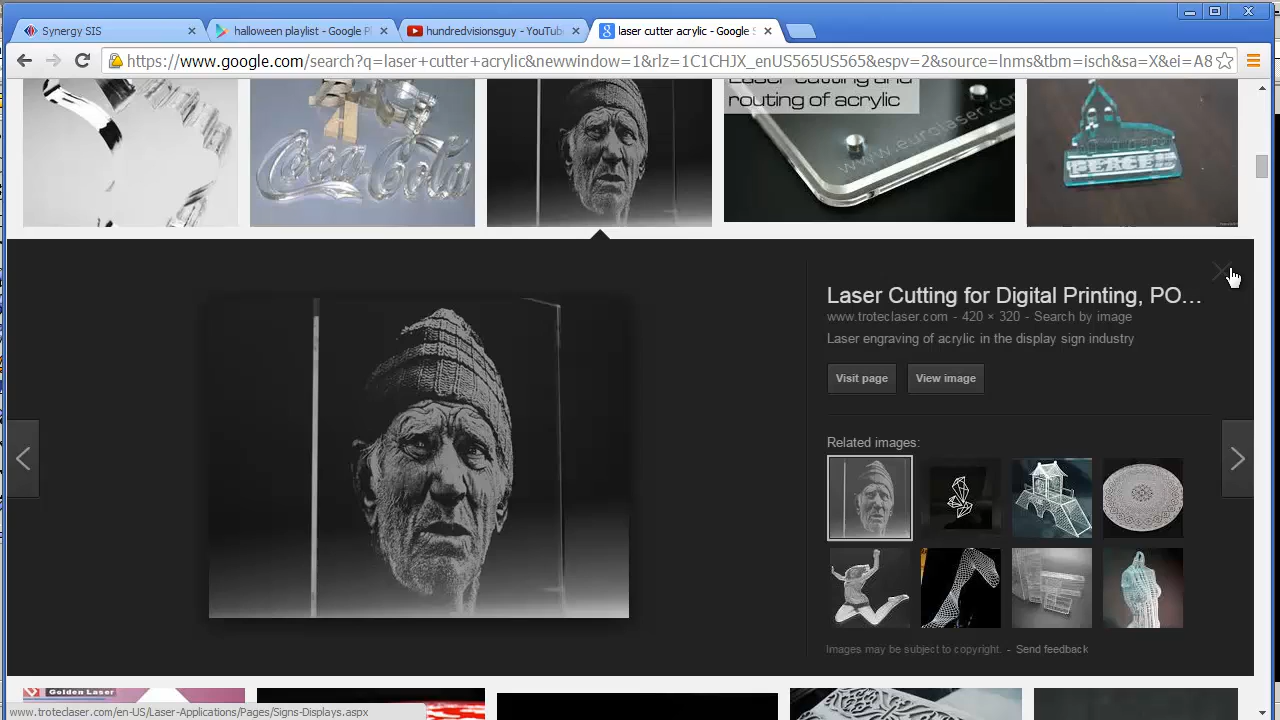 Synergy SIS
halloween playlist - Google Pl
hundredvisionsguy - YouTub
laser cutter acrylic - Google S
https://www.google.com/search?q=laser+cutter+acrylic&newwindow=1&rlz=1C1CHJX_enUS565US565&espv=2&source=lnms&tbm=isch&sa=X&ei=A8
Coca Cola
Laser cutting and
routing of acrylic
www.eurolaser.com
PEACE
Laser Cutting for Digital Printing, PO...
www.troteclaser.com - 420 × 320 - Search by image
Laser engraving of acrylic in the display sign industry
Visit page
View image
Related images:
Images may be subject to copyright. - Send feedback
Golden Laser
www.troteclaser.com/en-US/Laser-Applications/Pages/Signs-Displays.aspx